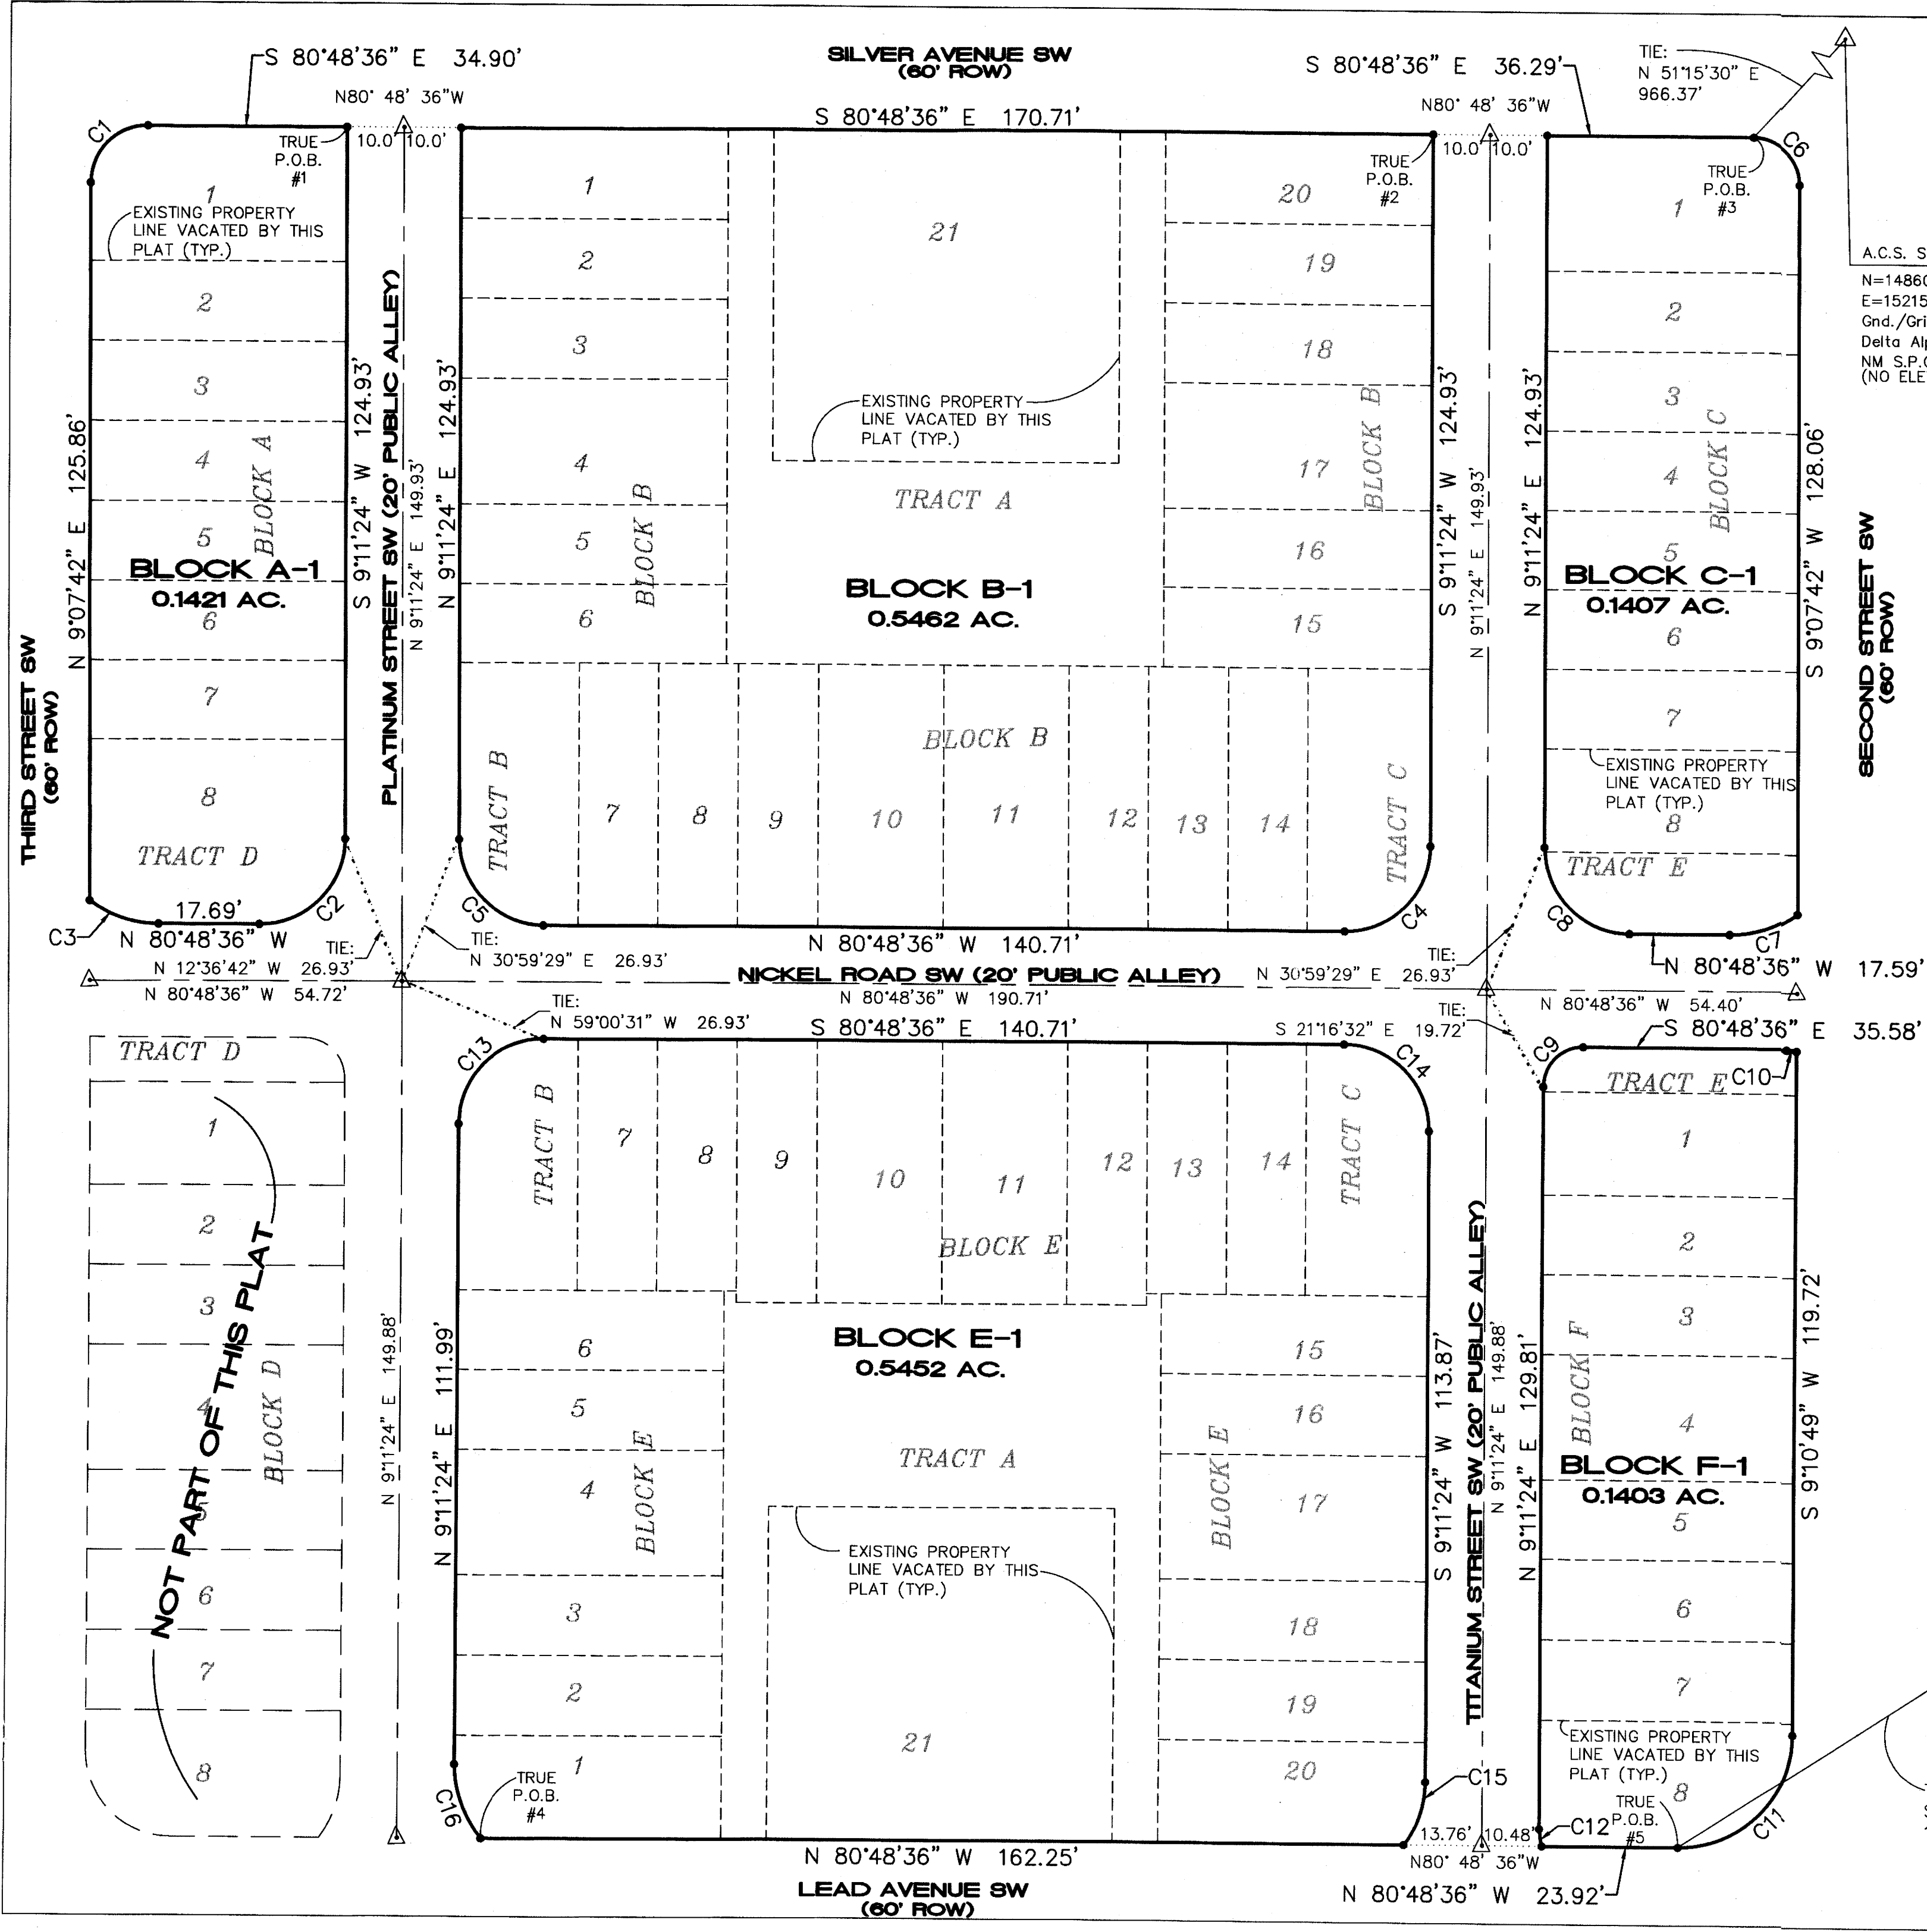 S 80°48'36" E 34.90'
N80° 48' 36"W
SILVER AVENUE SW
(60' ROW)
S 80°48'36" E 170.71'
S 80°48'36" E 36.29'
N80° 48' 36"W
TIE:
N 51°15'30" E
966.37'
C1
TRUE
P.O.B.
#1
10.0' 10.0'
TRUE
P.O.B.
#2
10.0' 10.0'
TRUE
P.O.B.
#3
C6
A.C.S. S
N=14860
E=15215
Gnd./Gri
Delta Alp
NM S.P.C
(NO ELE
EXISTING PROPERTY
LINE VACATED BY THIS
PLAT (TYP.)
1
2
3
4
5
6
7
8
BLOCK A
BLOCK A-1
0.1421 AC.
TRACT D
THIRD STREET SW
(60' ROW)
N 9°07'42" E 125.86'
S 9°11'24" W 124.93'
PLATINUM STREET SW (20' PUBLIC ALLEY)
N 9°11'24" E 149.93'
N 9°11'24" E 124.93'
1
2
3
4
5
6
BLOCK B
21
EXISTING PROPERTY
LINE VACATED BY THIS
PLAT (TYP.)
TRACT A
BLOCK B-1
0.5462 AC.
20
19
18
17
16
15
BLOCK B
BLOCK B
TRACT B
7
8
9
10
11
12
13
14
TRACT C
S 9°11'24" W 124.93'
N 9°11'24" E 149.93'
N 9°11'24" E 124.93'
1
2
3
4
5
6
7
8
BLOCK C
BLOCK C-1
0.1407 AC.
EXISTING PROPERTY
LINE VACATED BY THIS
PLAT (TYP.)
TRACT E
S 9°07'42" W 128.06'
SECOND STREET SW
(60' ROW)
C3
17.69'
N 80°48'36" W
C2
TIE:
N 12°36'42" W 26.93'
N 80°48'36" W 54.72'
C5
TIE:
N 30°59'29" E 26.93'
N 80°48'36" W 140.71'
C4
NICKEL ROAD SW (20' PUBLIC ALLEY)
N 80°48'36" W 190.71'
TIE:
N 30°59'29" E 26.93'
C8
C7
N 80°48'36" W 17.59'
N 80°48'36" W 54.40'
TIE:
N 59°00'31" W 26.93'
S 80°48'36" E 140.71'
TIE:
S 21°16'32" E 19.72'
S 80°48'36" E 35.58'
C13
C14
C9
C10
TRACT D
1
2
3
4
5
6
7
8
BLOCK D
NOT PART OF THIS PLAT
N 9°11'24" E 149.88'
N 9°11'24" E 111.99'
TRACT B
7
8
9
10
11
12
13
14
TRACT C
BLOCK E
BLOCK E-1
0.5452 AC.
6
5
4
3
2
1
BLOCK E
TRACT A
EXISTING PROPERTY
LINE VACATED BY THIS
PLAT (TYP.)
21
15
16
17
18
19
20
BLOCK E
S 9°11'24" W 113.87'
TITANIUM STREET SW (20' PUBLIC ALLEY)
N 9°11'24" E 149.88'
N 9°11'24" E 129.81'
TRACT E
1
2
3
4
5
6
7
8
BLOCK F
BLOCK F-1
0.1403 AC.
S 9°10'49" W 119.72'
EXISTING PROPERTY
LINE VACATED BY THIS
PLAT (TYP.)
TRUE
P.O.B.
#5
C11
C12
C15
C16
TRUE
P.O.B.
#4
13.76' 10.48'
N80° 48' 36"W
N 80°48'36" W 162.25'
N 80°48'36" W 23.92'
LEAD AVENUE SW
(60' ROW)